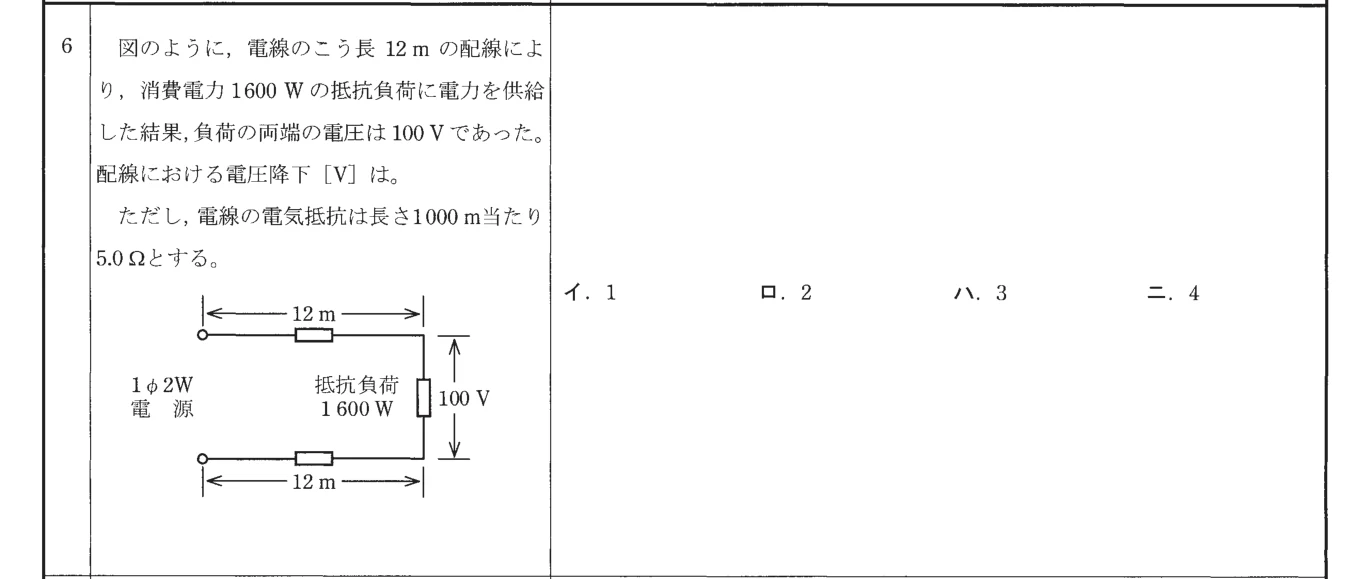 6
図のように，電線のこう長 12 m の配線によ
り，消費電力 1600 W の抵抗負荷に電力を供給
した結果,負荷の両端の電圧は 100 V であった。
配線における電圧降下［V］は。
ただし,電線の電気抵抗は長さ1000 m当たり
5.0 Ωとする。
イ．1　ロ．2　ハ．3　ニ．4
12 m
1φ2W
電　源
抵抗負荷
1 600 W
100 V
12 m